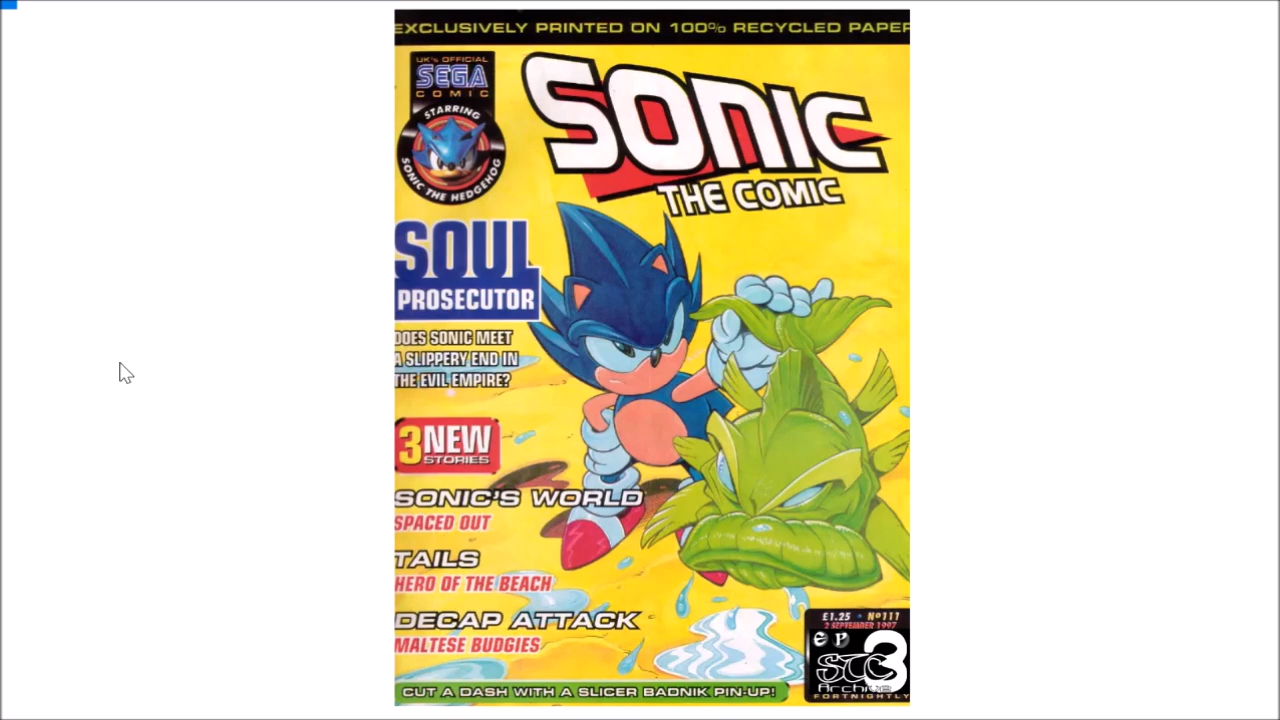 EXCLUSIVELY PRINTED ON 100% RECYCLED PAPER
UK's OFFICIAL
SEGA
COMIC
STARRING
SONIC THE HEDGEHOG
SONIC
THE COMIC
SOUL
PROSECUTOR
DOES SONIC MEET
A SLIPPERY END IN
THE EVIL EMPIRE?
3 NEW
STORIES
SONIC'S WORLD
SPACED OUT
TAILS
HERO OF THE BEACH
DECAP ATTACK
MALTESE BUDGIES
CUT A DASH WITH A SLICER BADNIK PIN-UP!
£1.25 • Nº111
2 SEPTEMBER 1997
STC
Archive
3
FORTNIGHTLY